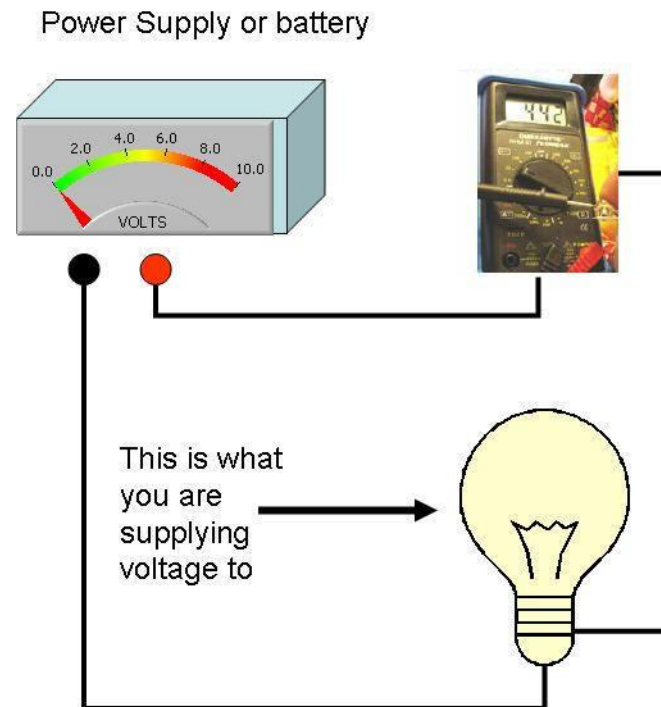 Power Supply or battery
0.0
2.0
4.0
6.0
8.0
10.0
VOLTS
442
This is what
you are
supplying
voltage to